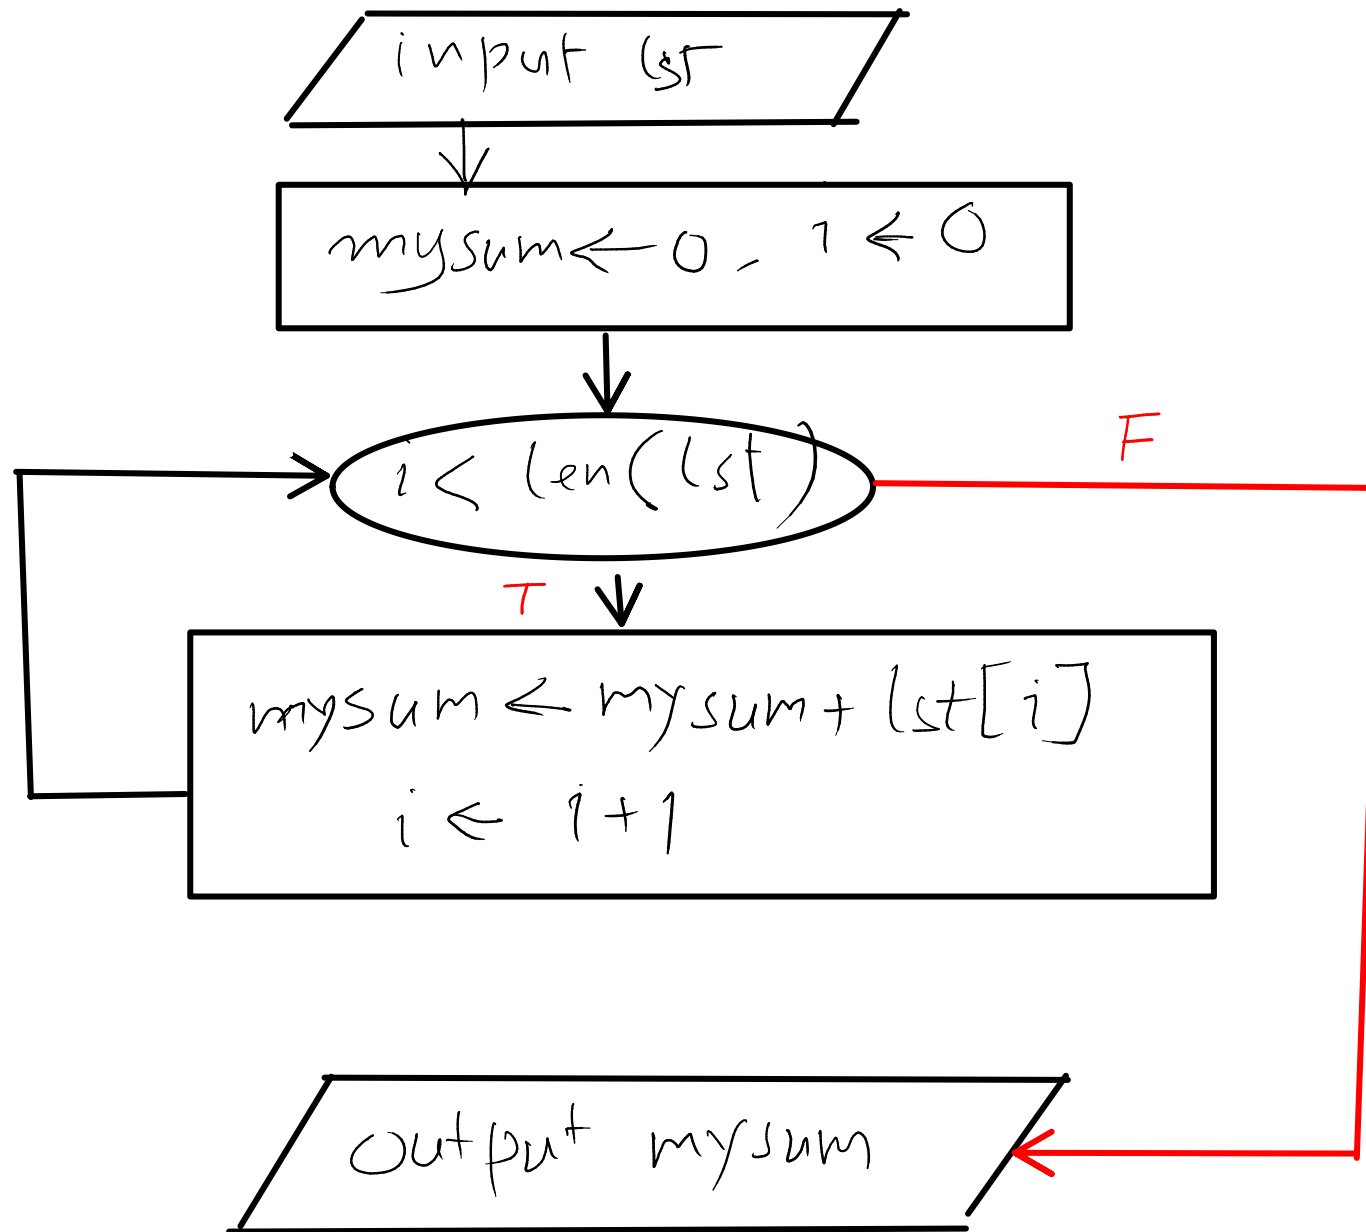 input lst
mysum ← 0, i ← 0
i < len(lst)
F
T
mysum ← mysum + lst[i]
i ← i + 1
output mysum